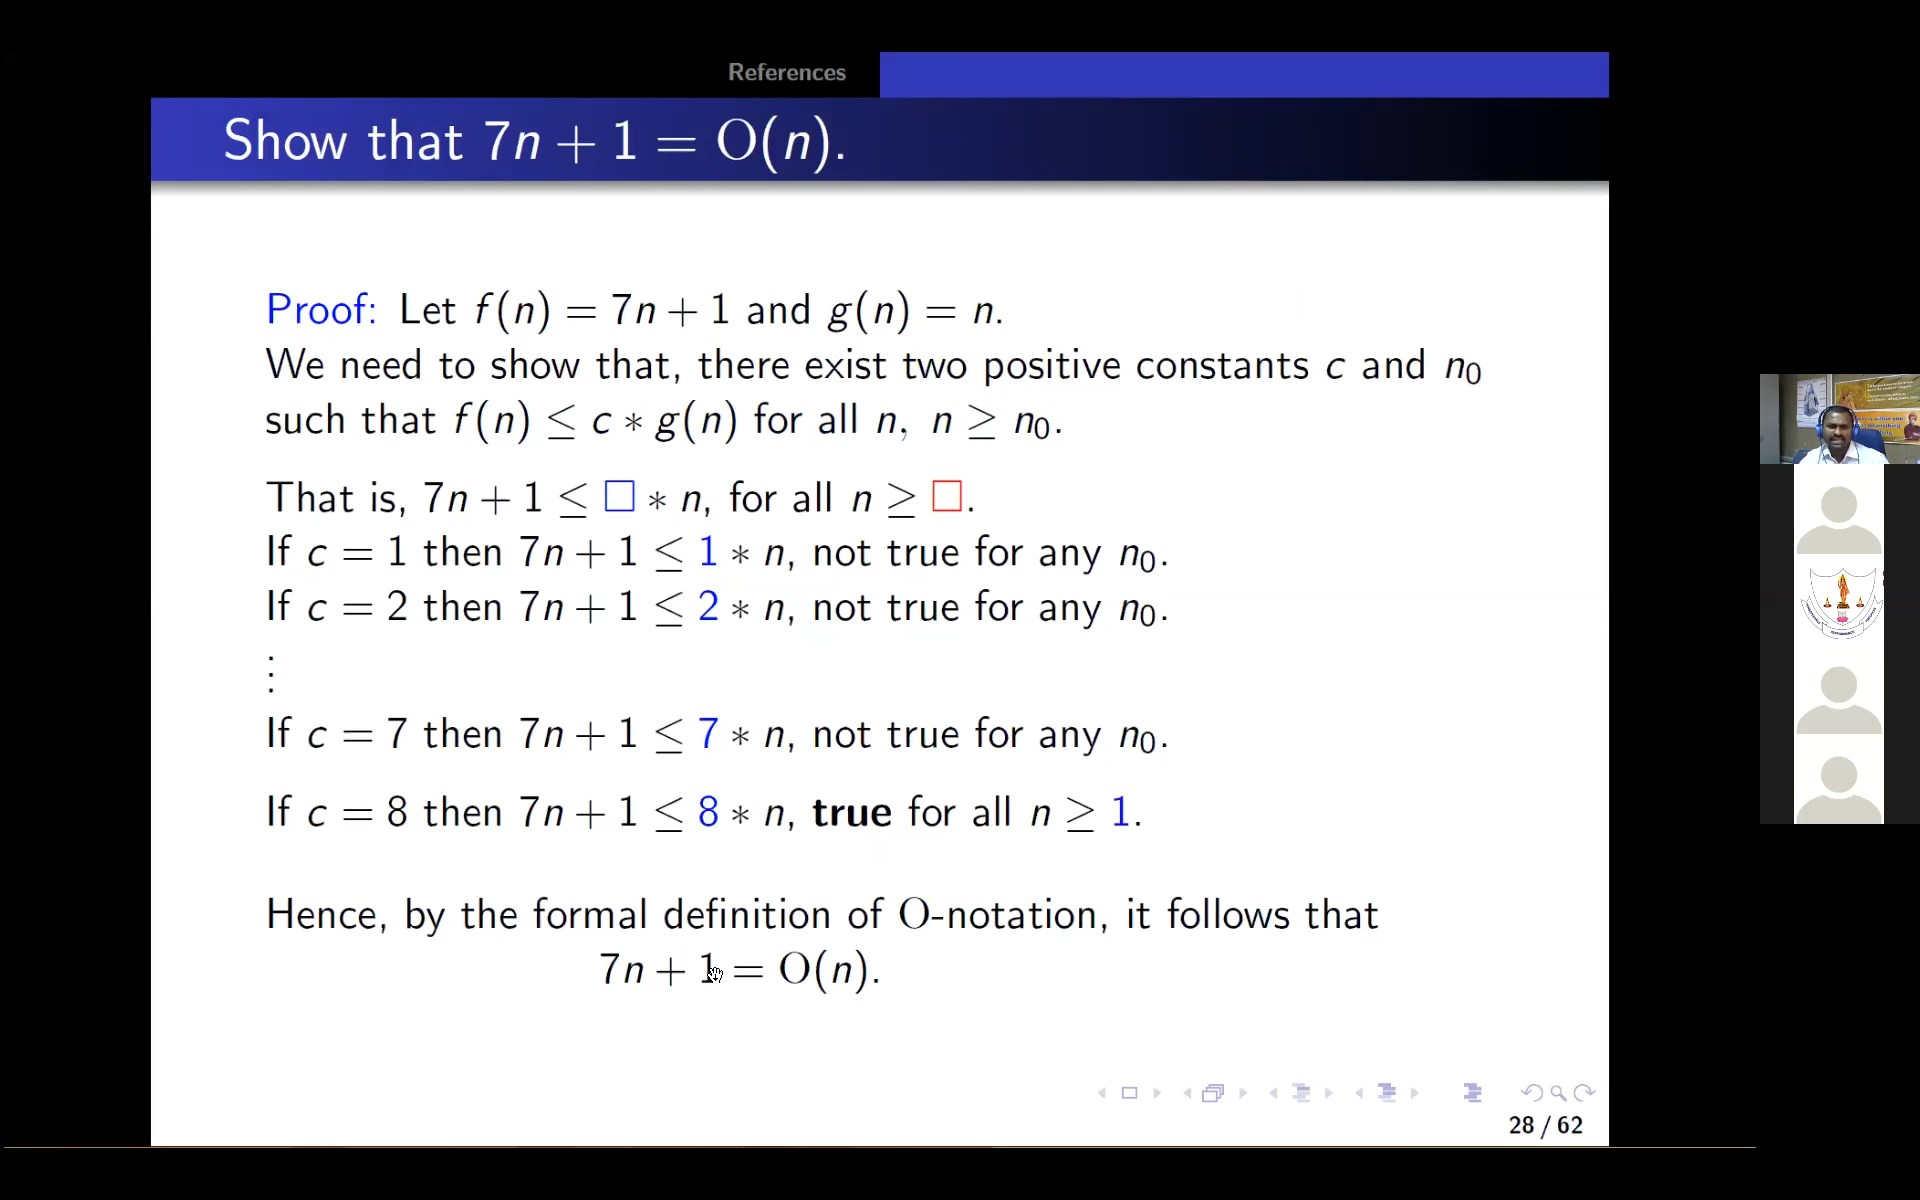 References
Show that 7n + 1 = O(n).
Proof: Let f(n) = 7n + 1 and g(n) = n.
We need to show that, there exist two positive constants c and n₀
such that f(n) ≤ c ∗ g(n) for all n, n ≥ n₀.
That is, 7n + 1 ≤ □ ∗ n, for all n ≥ □.
If c = 1 then 7n + 1 ≤ 1 ∗ n, not true for any n₀.
If c = 2 then 7n + 1 ≤ 2 ∗ n, not true for any n₀.
⋮
If c = 7 then 7n + 1 ≤ 7 ∗ n, not true for any n₀.
If c = 8 then 7n + 1 ≤ 8 ∗ n, true for all n ≥ 1.
Hence, by the formal definition of O-notation, it follows that
7n + 1 = O(n).
28 / 62